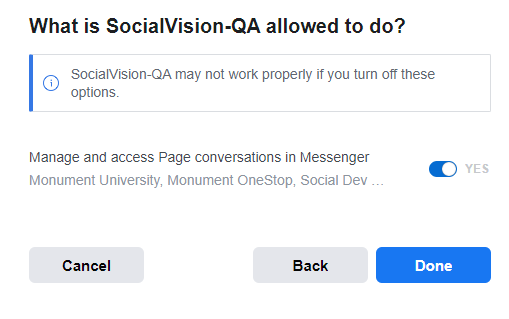 What is SocialVision-QA allowed to do?
SocialVision-QA may not work properly if you turn off these
options.
Manage and access Page conversations in Messenger
Monument University, Monument OneStop, Social Dev ...
YES
Cancel
Back
Done